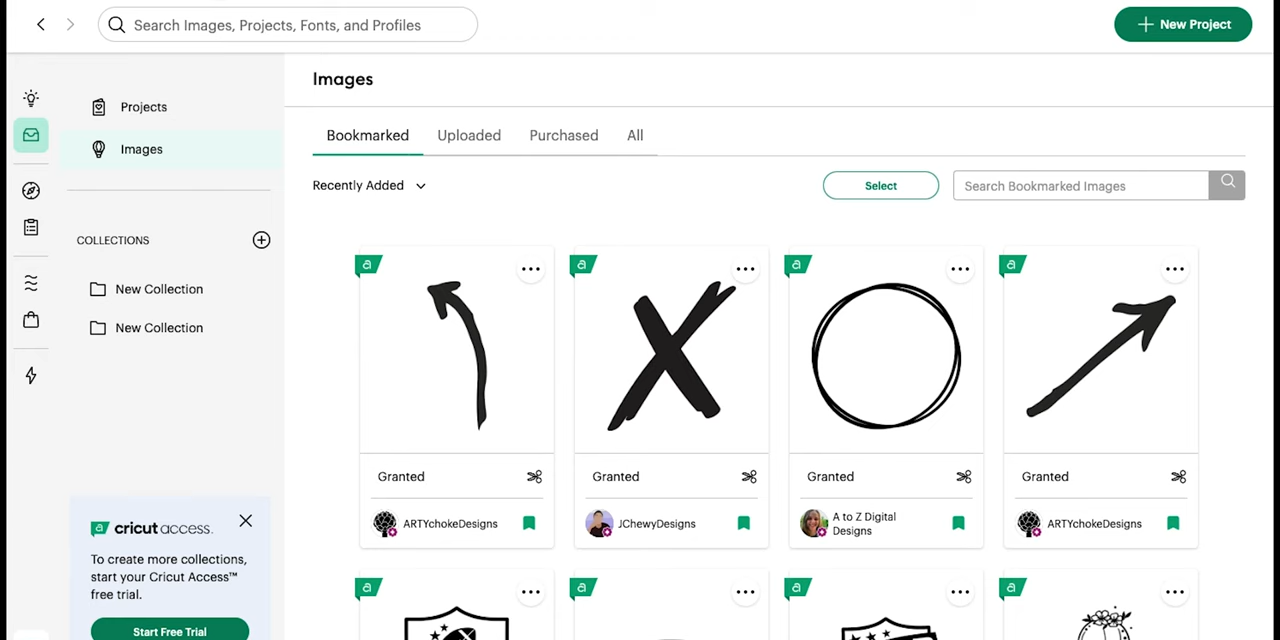 Search Images, Projects, Fonts, and Profiles
New Project
Projects
Images
COLLECTIONS
New Collection
New Collection
a cricut access.
To create more collections,
start your Cricut Access™
free trial.
Start Free Trial
Images
Bookmarked Uploaded Purchased All
Recently Added
Select
Search Bookmarked Images
a a a a
Granted Granted Granted Granted
ARTYchokeDesigns
JChewyDesigns
A to Z Digital
Designs
ARTYchokeDesigns
a a a a